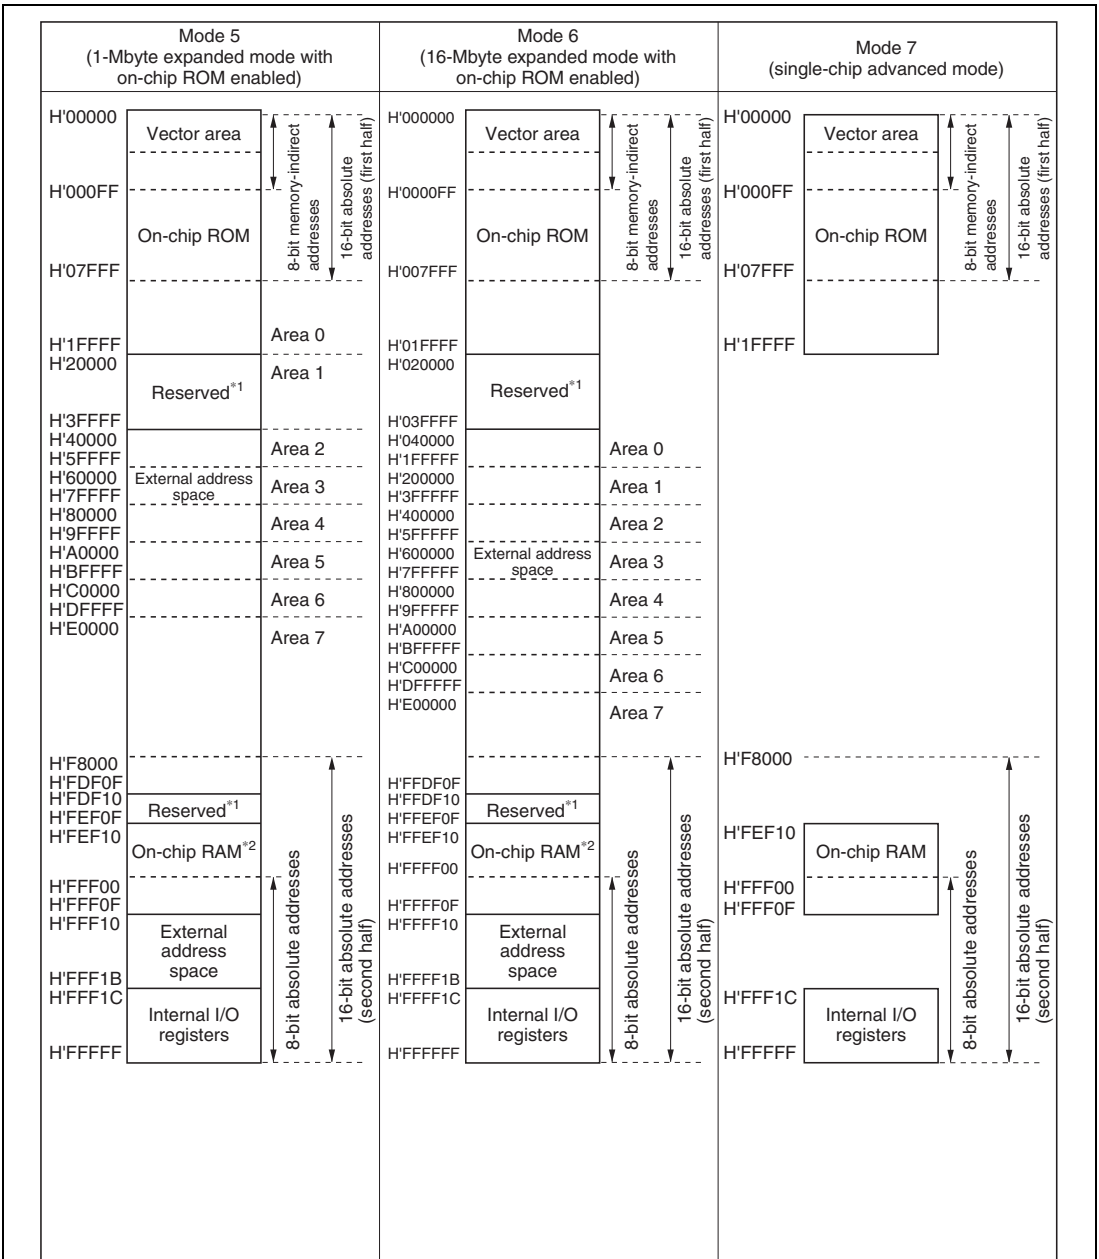 Mode 5
(1-Mbyte expanded mode with
on-chip ROM enabled)
H'00000
Vector area
H'000FF
On-chip ROM
H'07FFF
8-bit memory-indirect
addresses
16-bit absolute
addresses (first half)
H'1FFFF
Area 0
H'20000
Area 1
Reserved*1
H'3FFFF
H'40000
Area 2
H'5FFFF
H'60000
External address
space
Area 3
H'7FFFF
H'80000
Area 4
H'9FFFF
H'A0000
Area 5
H'BFFFF
H'C0000
Area 6
H'DFFFF
H'E0000
Area 7
H'F8000
H'FDF0F
H'FDF10
Reserved*1
H'FEF0F
H'FEF10
On-chip RAM*2
H'FFF00
H'FFF0F
H'FFF10
External
address
space
H'FFF1B
H'FFF1C
Internal I/O
registers
H'FFFFF
8-bit absolute addresses
16-bit absolute addresses
(second half)
Mode 6
(16-Mbyte expanded mode with
on-chip ROM enabled)
H'000000
Vector area
H'0000FF
On-chip ROM
H'007FFF
8-bit memory-indirect
addresses
16-bit absolute
addresses (first half)
H'01FFFF
H'020000
Reserved*1
H'03FFFF
H'040000
Area 0
H'1FFFFF
H'200000
Area 1
H'3FFFFF
H'400000
Area 2
H'5FFFFF
H'600000
External address
space
Area 3
H'7FFFFF
H'800000
Area 4
H'9FFFFF
H'A00000
Area 5
H'BFFFFF
H'C00000
Area 6
H'DFFFFF
H'E00000
Area 7
H'FFDF0F
H'FFDF10
Reserved*1
H'FFEF0F
H'FFEF10
On-chip RAM*2
H'FFFF00
H'FFFF0F
H'FFFF10
External
address
space
H'FFFF1B
H'FFFF1C
Internal I/O
registers
H'FFFFFF
8-bit absolute addresses
16-bit absolute addresses
(second half)
Mode 7
(single-chip advanced mode)
H'00000
Vector area
H'000FF
On-chip ROM
H'07FFF
8-bit memory-indirect
addresses
16-bit absolute
addresses (first half)
H'1FFFF
H'F8000
H'FEF10
On-chip RAM
H'FFF00
H'FFF0F
H'FFF1C
Internal I/O
registers
H'FFFFF
8-bit absolute addresses
16-bit absolute addresses
(second half)